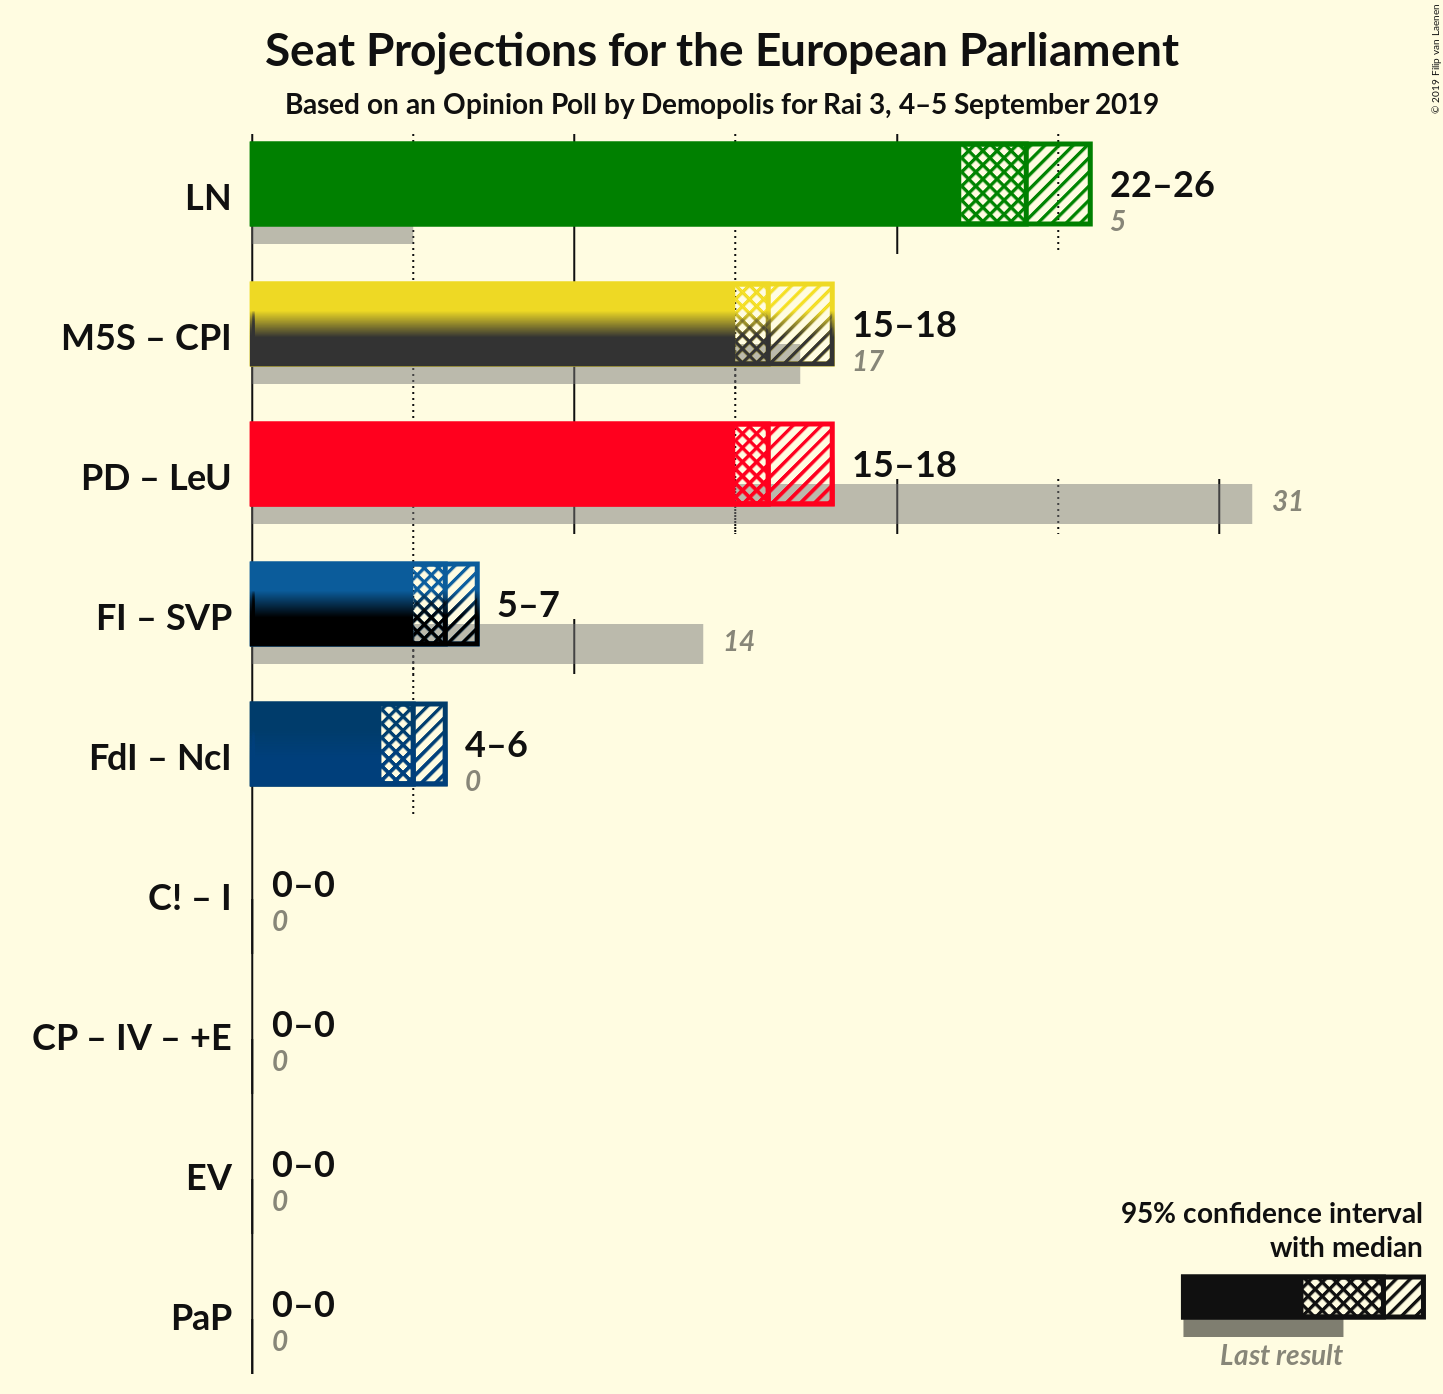 Seat Projections for the European Parliament
Based on an Opinion Poll by Demopolis for Rai 3, 4–5 September 2019
© 2019 Filip van Laenen
LN
22–26
5
M5S – CPI
15–18
17
PD – LeU
15–18
31
FI – SVP
5–7
14
FdI – NcI
4–6
0
C! – I
0–0
0
CP – IV – +E
0–0
0
EV
0–0
0
PaP
0–0
0
95% confidence interval
with median
Last result